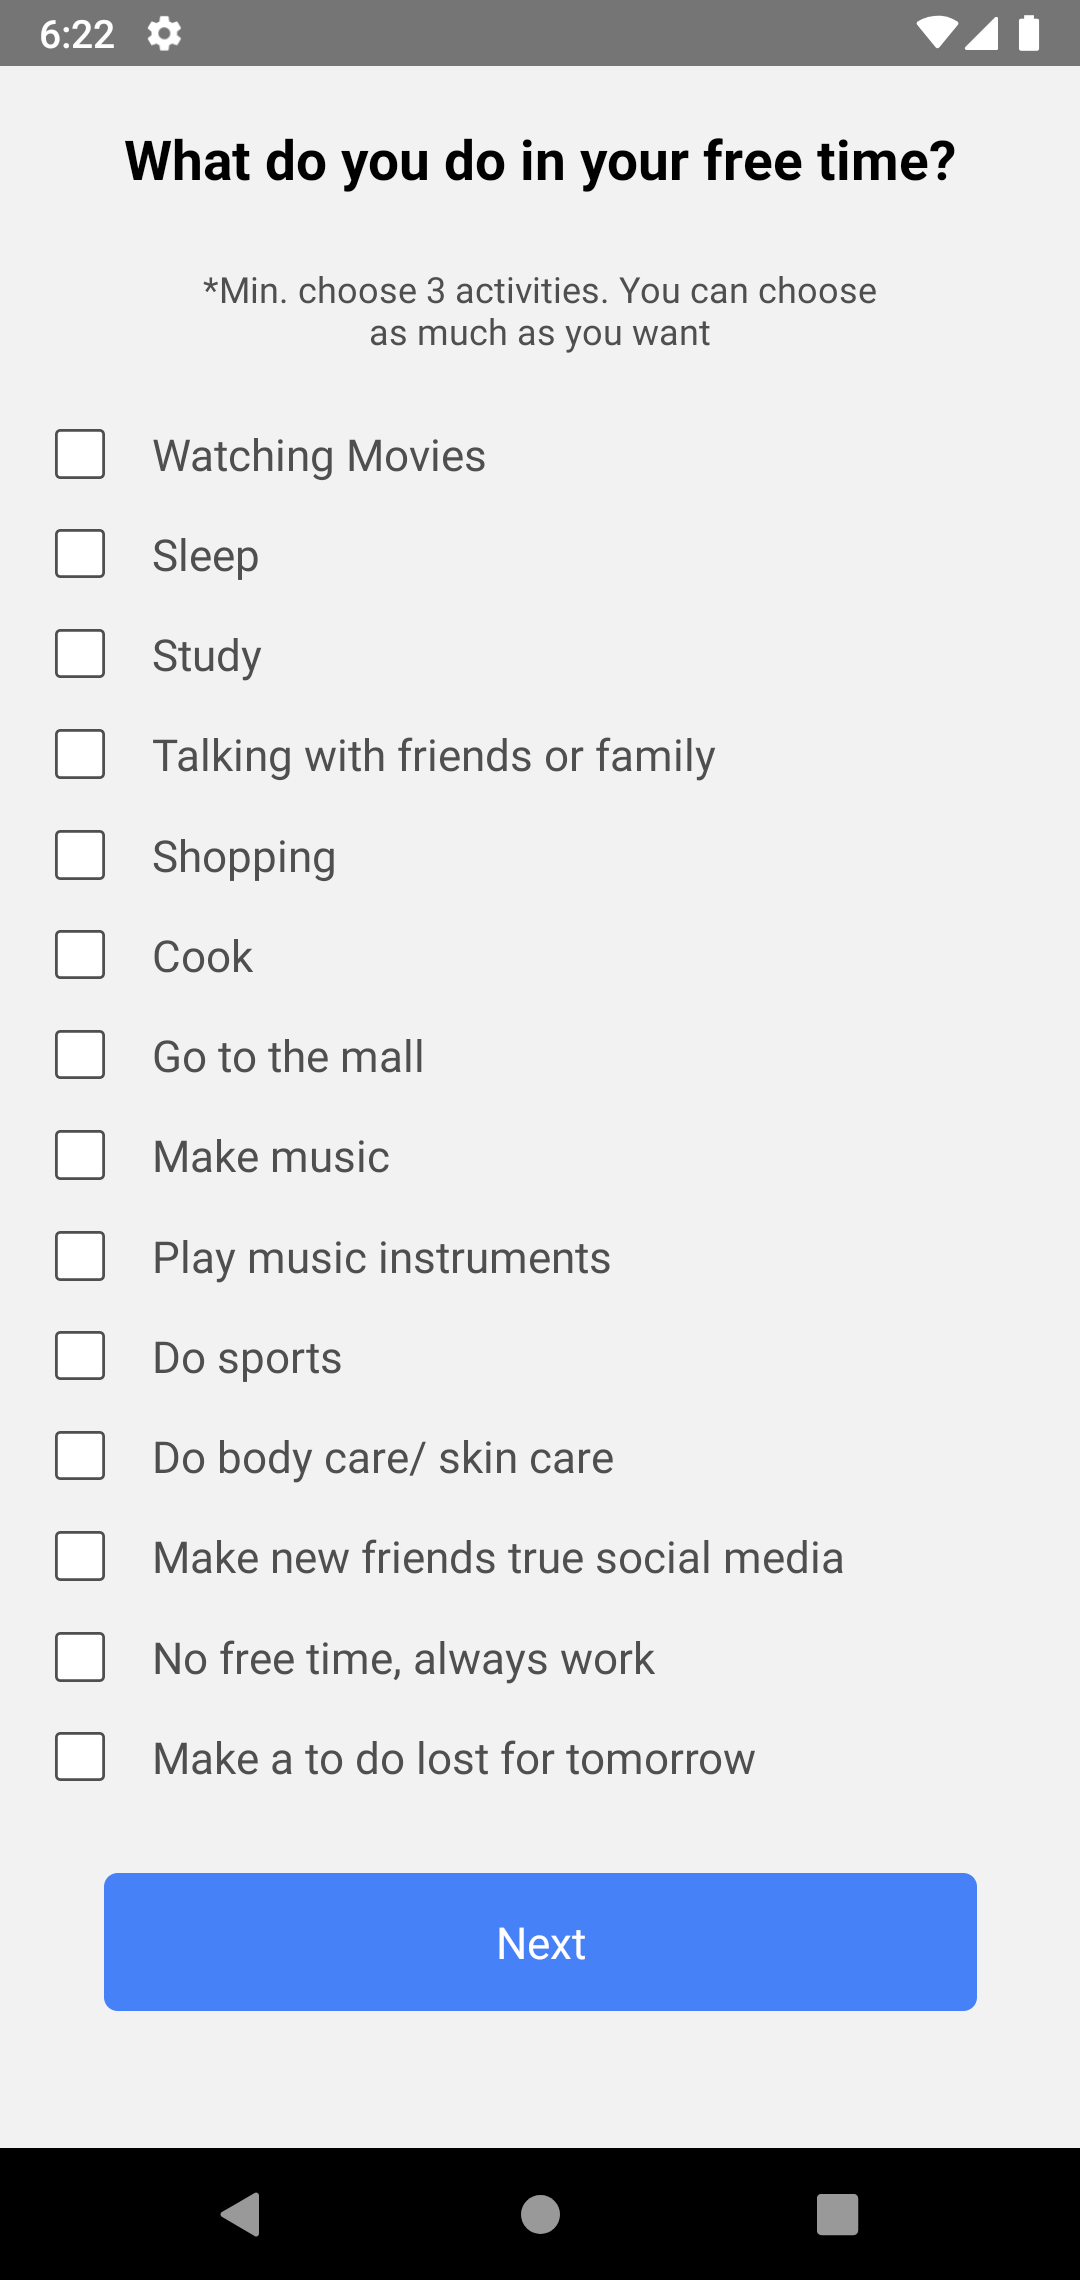 6:22
What do you do in your free time?
*Min. choose 3 activities. You can choose
as much as you want
Watching Movies
Sleep
Study
Talking with friends or family
Shopping
Cook
Go to the mall
Make music
Play music instruments
Do sports
Do body care/ skin care
Make new friends true social media
No free time, always work
Make a to do lost for tomorrow
Next